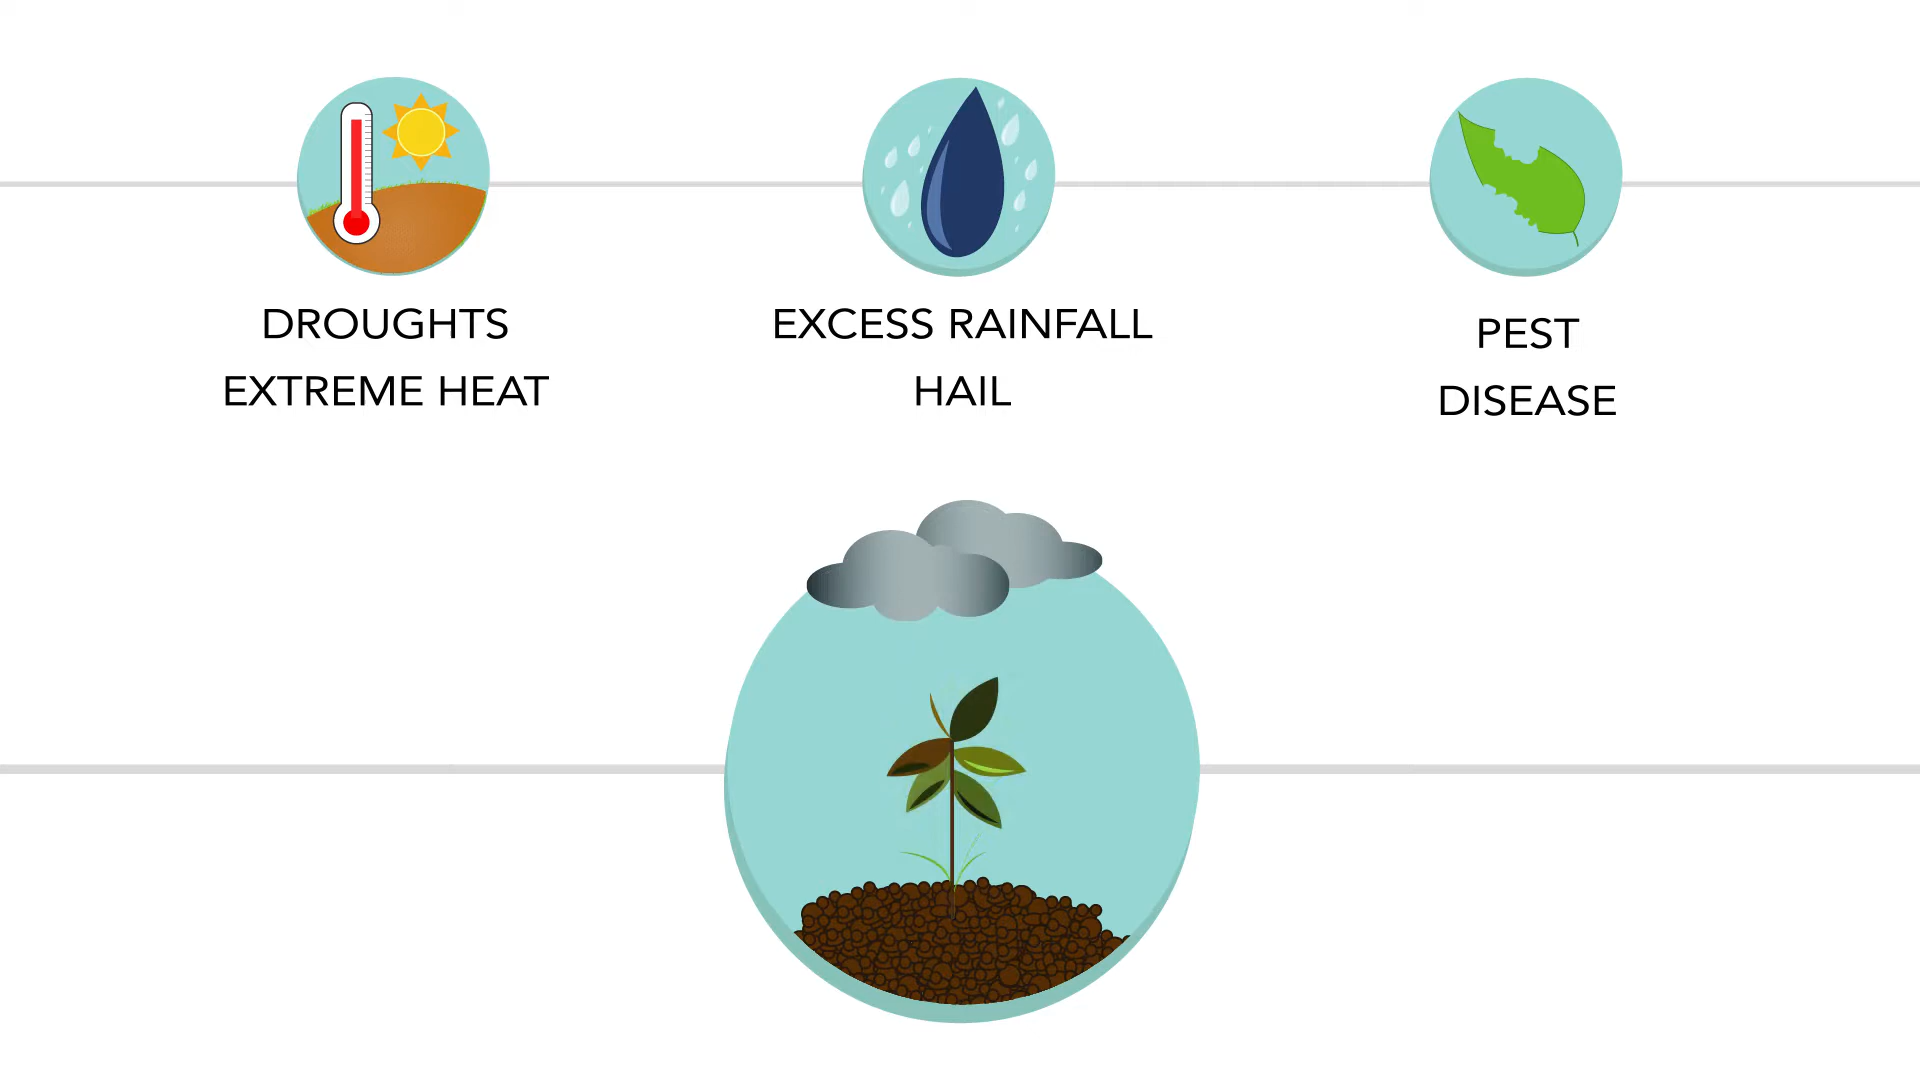 DROUGHTS
EXTREME HEAT
EXCESS RAINFALL
HAIL
PEST
DISEASE